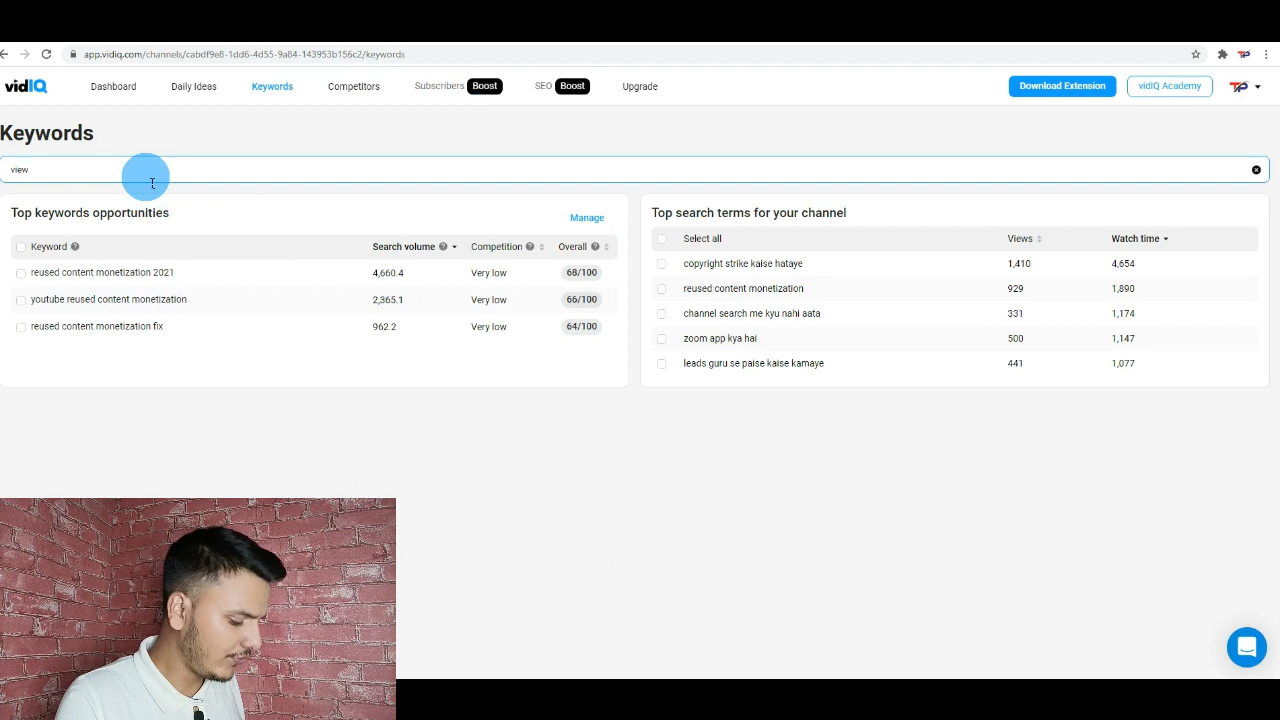 app.vidiq.com/channels/cabdf9e8-1dd6-4d55-9a84-143953b156c2/keywords
vidIQ Dashboard Daily Ideas Keywords Competitors Subscribers Boost SEO Boost Upgrade Download Extension vidIQ Academy TP
Keywords
view
Top keywords opportunities
Manage
Keyword Search volume Competition Overall
reused content monetization 2021 4,660.4 Very low 68/100
youtube reused content monetization 2,365.1 Very low 66/100
reused content monetization fix 962.2 Very low 64/100
Top search terms for your channel
Select all Views Watch time
copyright strike kaise hataye 1,410 4,654
reused content monetization 929 1,890
channel search me kyu nahi aata 331 1,174
zoom app kya hai 500 1,147
leads guru se paise kaise kamaye 441 1,077